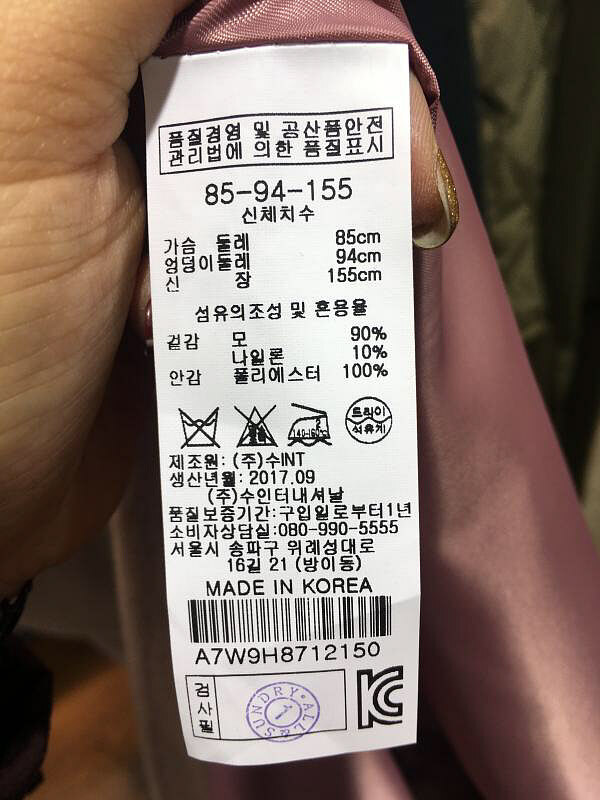 품질경영 및 공산품안전
관리법에 의한 품질표시
85-94-155
신체치수
가슴 둘레 85cm
엉덩이둘레 94cm
신 장 155cm
섬유의조성 및 혼용율
겉감 모 90%
나일론 10%
안감 폴리에스터 100%
140-160℃ 드라이
석유계
제조원: (주)수INT
생산년월: 2017.09
(주)수인터내셔날
품질보증기간:구입일로부터1년
소비자상담실:080-990-5555
서울시 송파구 위례성대로
16길 21 (방이동)
MADE IN KOREA
A7W9H8712150
검사필
SUNDRY·ALL&